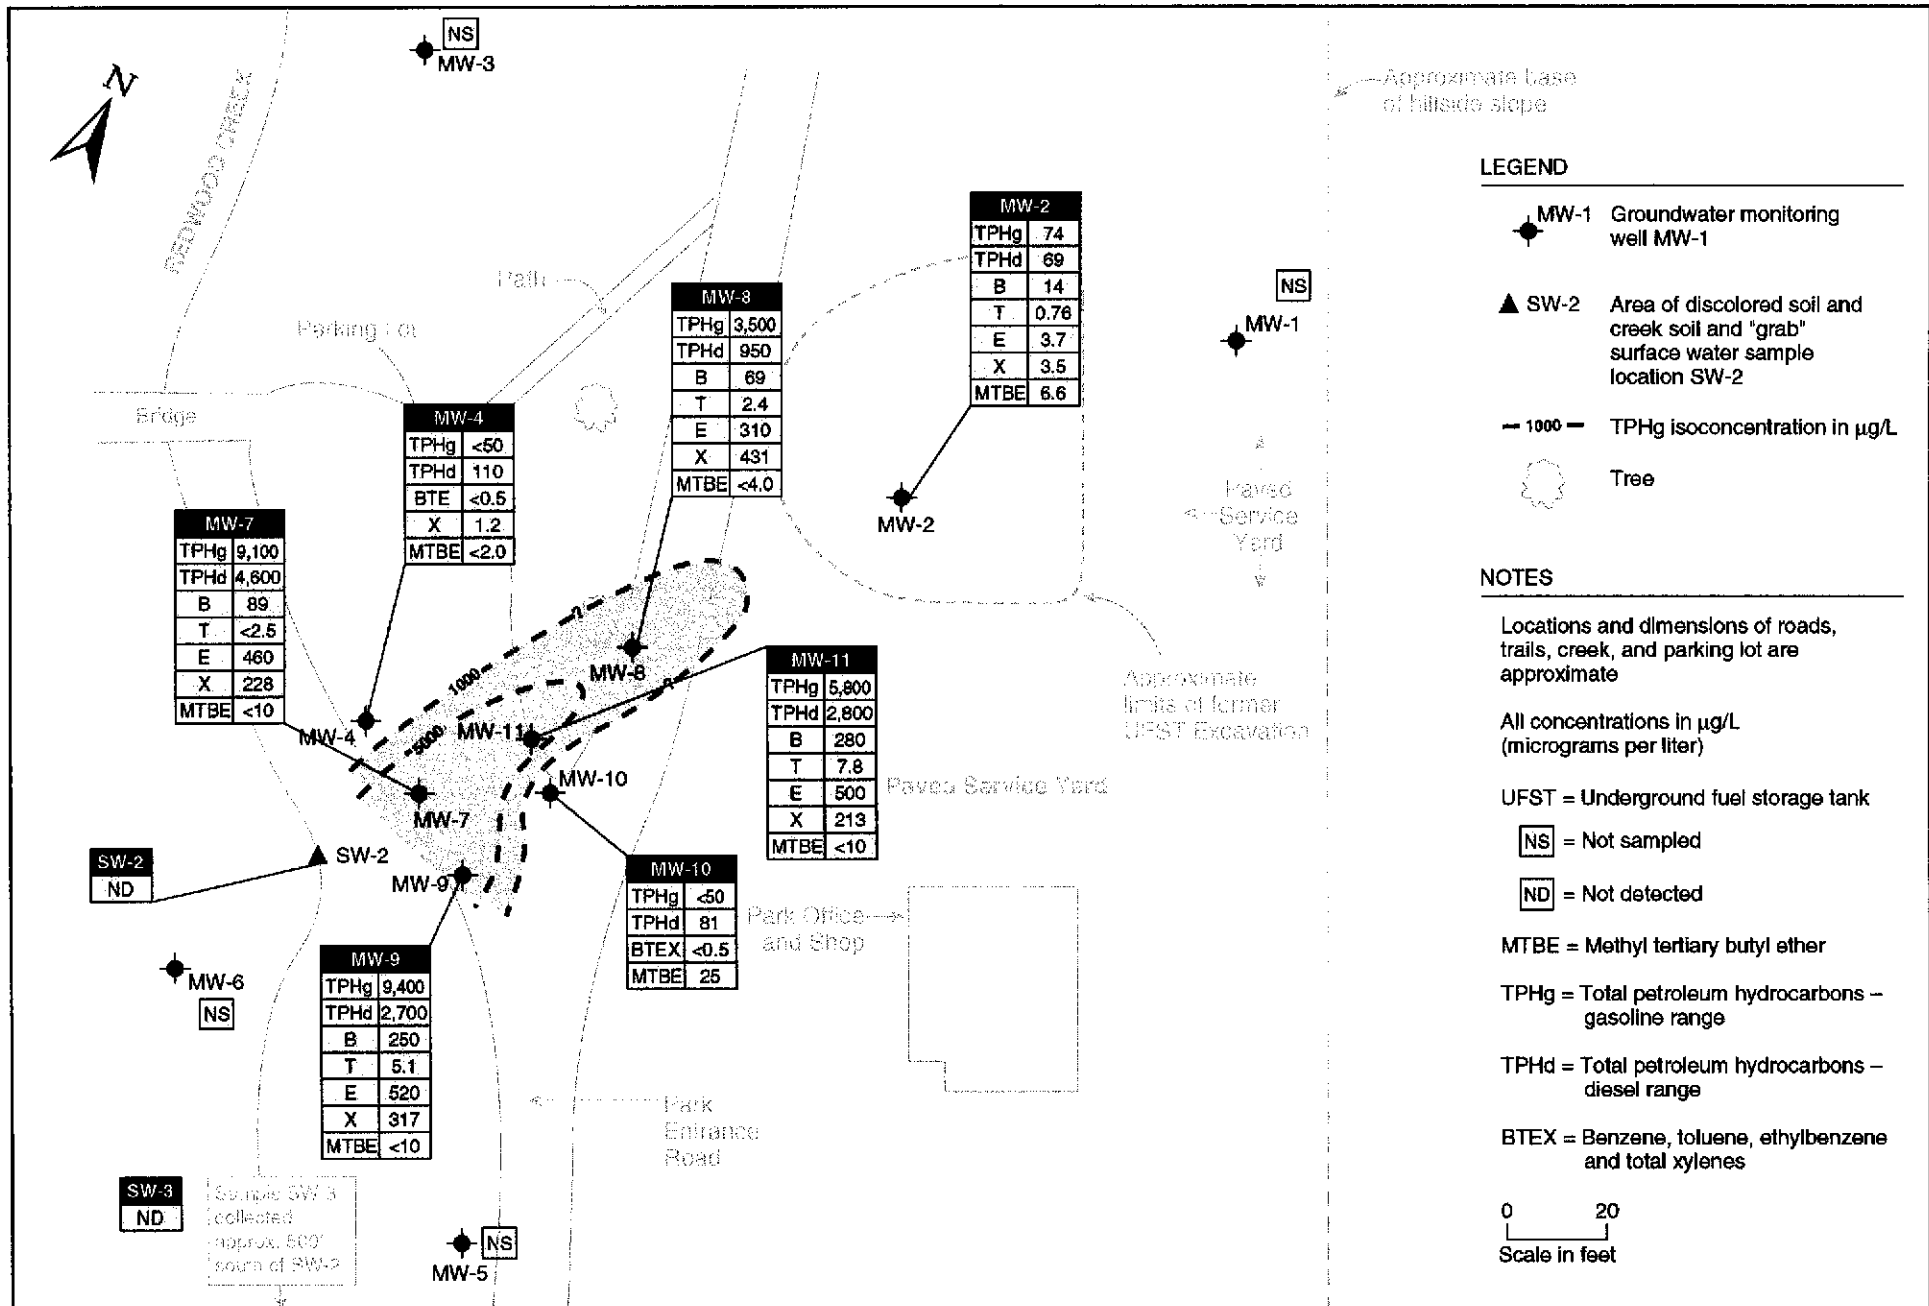 N
REDWOOD CREEK
NS
MW-3
Approximate base
of hillside slope
Path
Parking Lot
Bridge
MW-2
TPHg 74
TPHd 69
B 14
T 0.76
E 3.7
X 3.5
MTBE 6.6
MW-2
NS
MW-1
MW-8
TPHg 3,500
TPHd 950
B 69
T 2.4
E 310
X 431
MTBE <4.0
MW-8
MW-4
TPHg <50
TPHd 110
BTE <0.5
X 1.2
MTBE <2.0
MW-4
MW-7
TPHg 9,100
TPHd 4,600
B 89
T <2.5
E 460
X 228
MTBE <10
MW-7
Paved
Service
Yard
1000
?
?
5000
MW-11
MW-11
TPHg 5,800
TPHd 2,800
B 280
T 7.8
E 500
X 213
MTBE <10
Approximate
limits of former
UFST Excavation
Paved Service Yard
MW-10
MW-10
TPHg <50
TPHd 81
BTEX <0.5
MTBE 25
SW-2
ND
SW-2
MW-9
MW-9
TPHg 9,400
TPHd 2,700
B 250
T 5.1
E 520
X 317
MTBE <10
Park Office
and Shop
MW-6
NS
Park
Entrance
Road
SW-3
ND
Sample SW-3
collected
approx. 600'
south of SW-2
MW-5
NS
LEGEND
MW-1 Groundwater monitoring
well MW-1
SW-2 Area of discolored soil and
creek soil and "grab"
surface water sample
location SW-2
1000 TPHg isoconcentration in µg/L
Tree
NOTES
Locations and dimensions of roads,
trails, creek, and parking lot are
approximate
All concentrations in µg/L
(micrograms per liter)
UFST = Underground fuel storage tank
NS = Not sampled
ND = Not detected
MTBE = Methyl tertiary butyl ether
TPHg = Total petroleum hydrocarbons –
gasoline range
TPHd = Total petroleum hydrocarbons –
diesel range
BTEX = Benzene, toluene, ethylbenzene
and total xylenes
0 20
Scale in feet